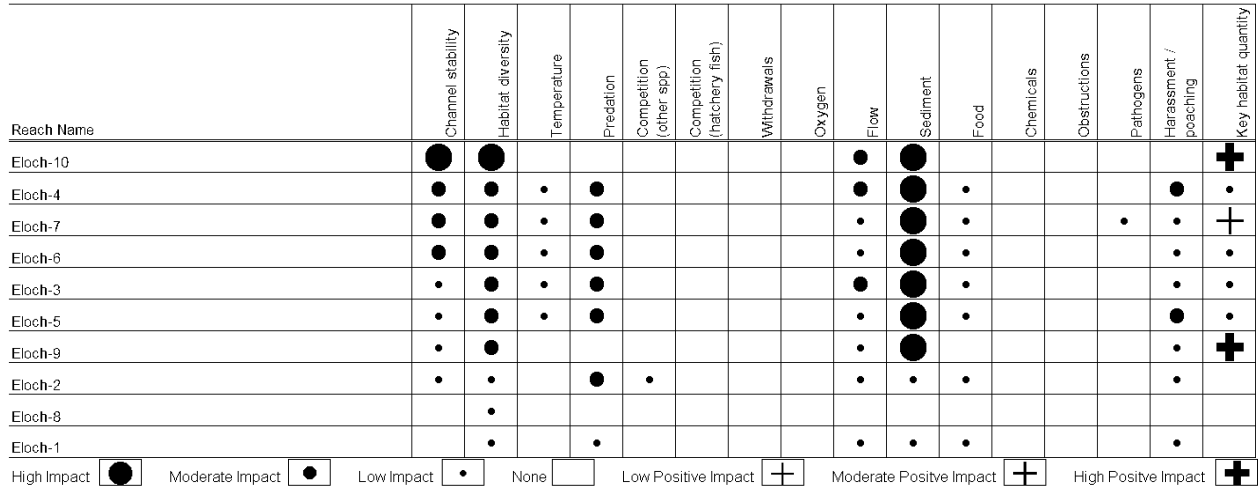 Reach Name
Channel stability
Habitat diversity
Temperature
Predation
Competition
(other spp)
Competition
(hatchery fish)
Withdrawals
Oxygen
Flow
Sediment
Food
Chemicals
Obstructions
Pathogens
Harassment /
poaching
Key habitat quantity
Eloch-10
Eloch-4
Eloch-7
Eloch-6
Eloch-3
Eloch-5
Eloch-9
Eloch-2
Eloch-8
Eloch-1
High Impact Moderate Impact Low Impact None Low Positive Impact Moderate Positve Impact High Positve Impact